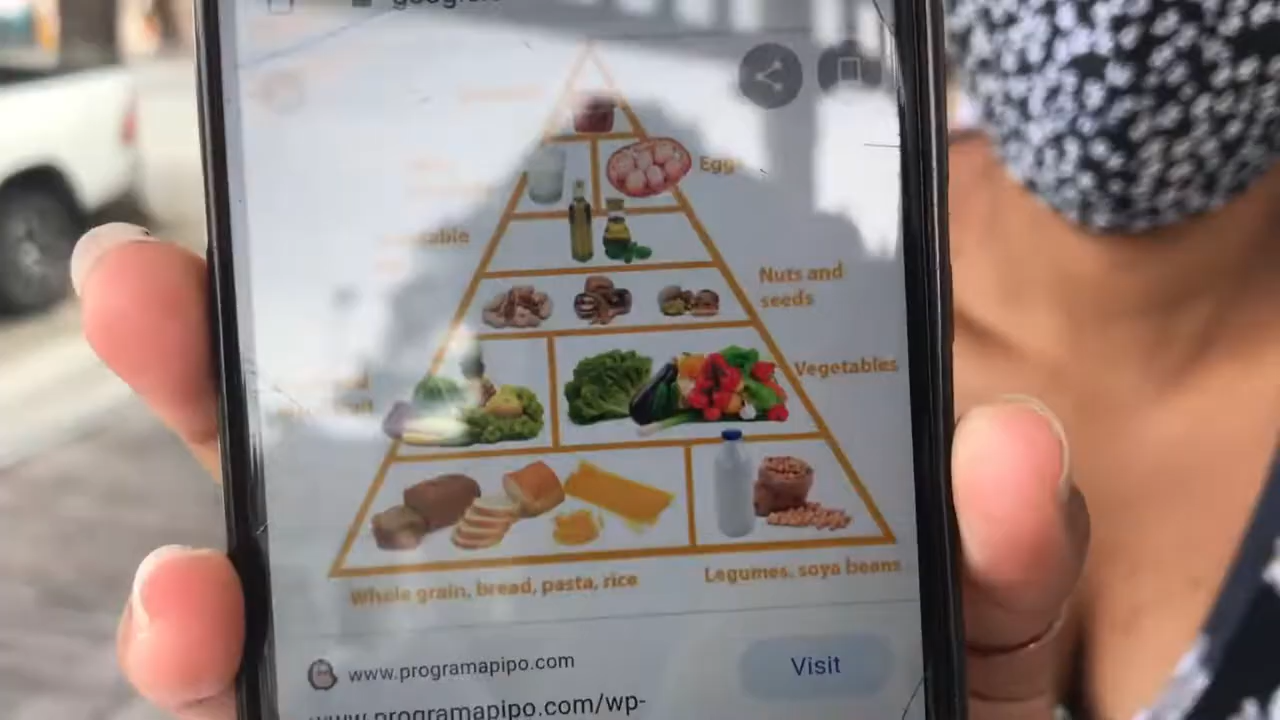 Egg
Nuts and
seeds
Vegetables
Whole grain, bread, pasta, rice
Legumes, soya beans
www.programapipo.com
Visit
www.programapipo.com/wp-